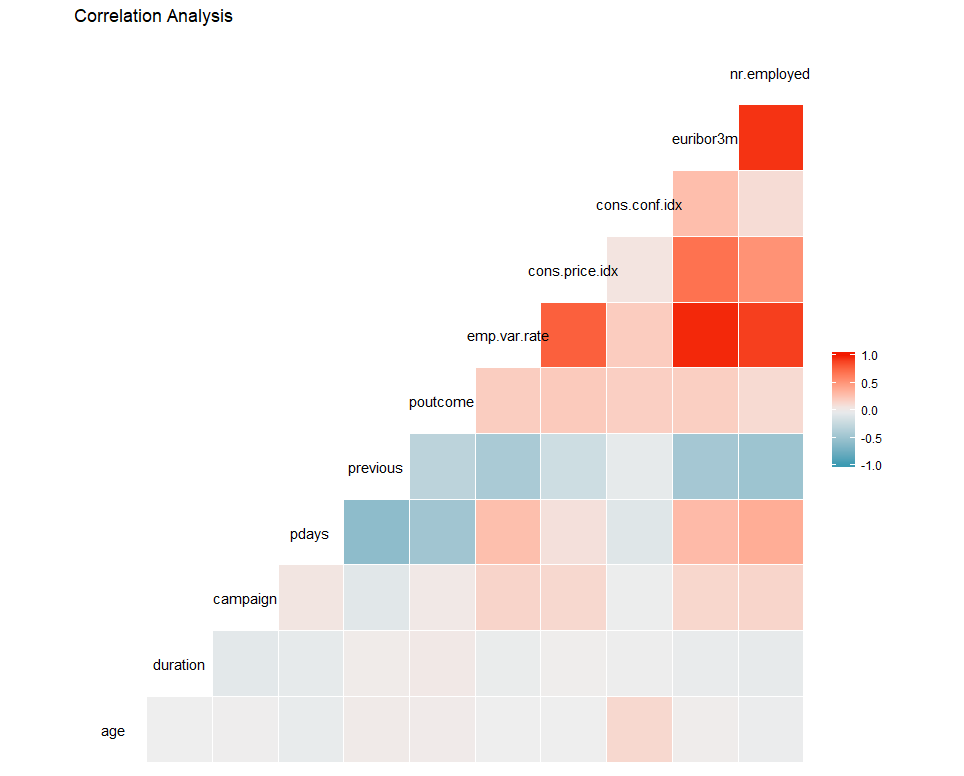 Correlation Analysis
nr.employed
euribor3m
cons.conf.idx
cons.price.idx
emp.var.rate
1.0
poutcome
0.5
0.0
previous
-0.5
-1.0
pdays
campaign
duration
age